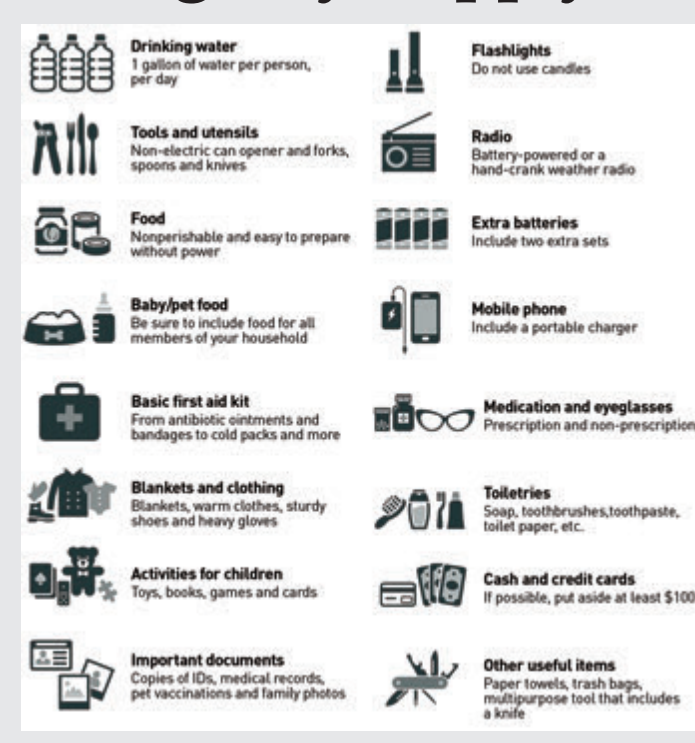 Drinking water
1 gallon of water per person,
per day
Tools and utensils
Non-electric can opener and forks,
spoons and knives
Food
Nonperishable and easy to prepare
without power
Baby/pet food
Be sure to include food for all
members of your household
Basic first aid kit
From antibiotic ointments and
bandages to cold packs and more
Blankets and clothing
Blankets, warm clothes, sturdy
shoes and heavy gloves
Activities for children
Toys, books, games and cards
Important documents
Copies of IDs, medical records,
pet vaccinations and family photos
Flashlights
Do not use candles
Radio
Battery-powered or a
hand-crank weather radio
Extra batteries
Include two extra sets
Mobile phone
Include a portable charger
Medication and eyeglasses
Prescription and non-prescription
Toiletries
Soap, toothbrushes,toothpaste,
toilet paper, etc.
Cash and credit cards
If possible, put aside at least $100
Other useful items
Paper towels, trash bags,
multipurpose tool that includes
a knife